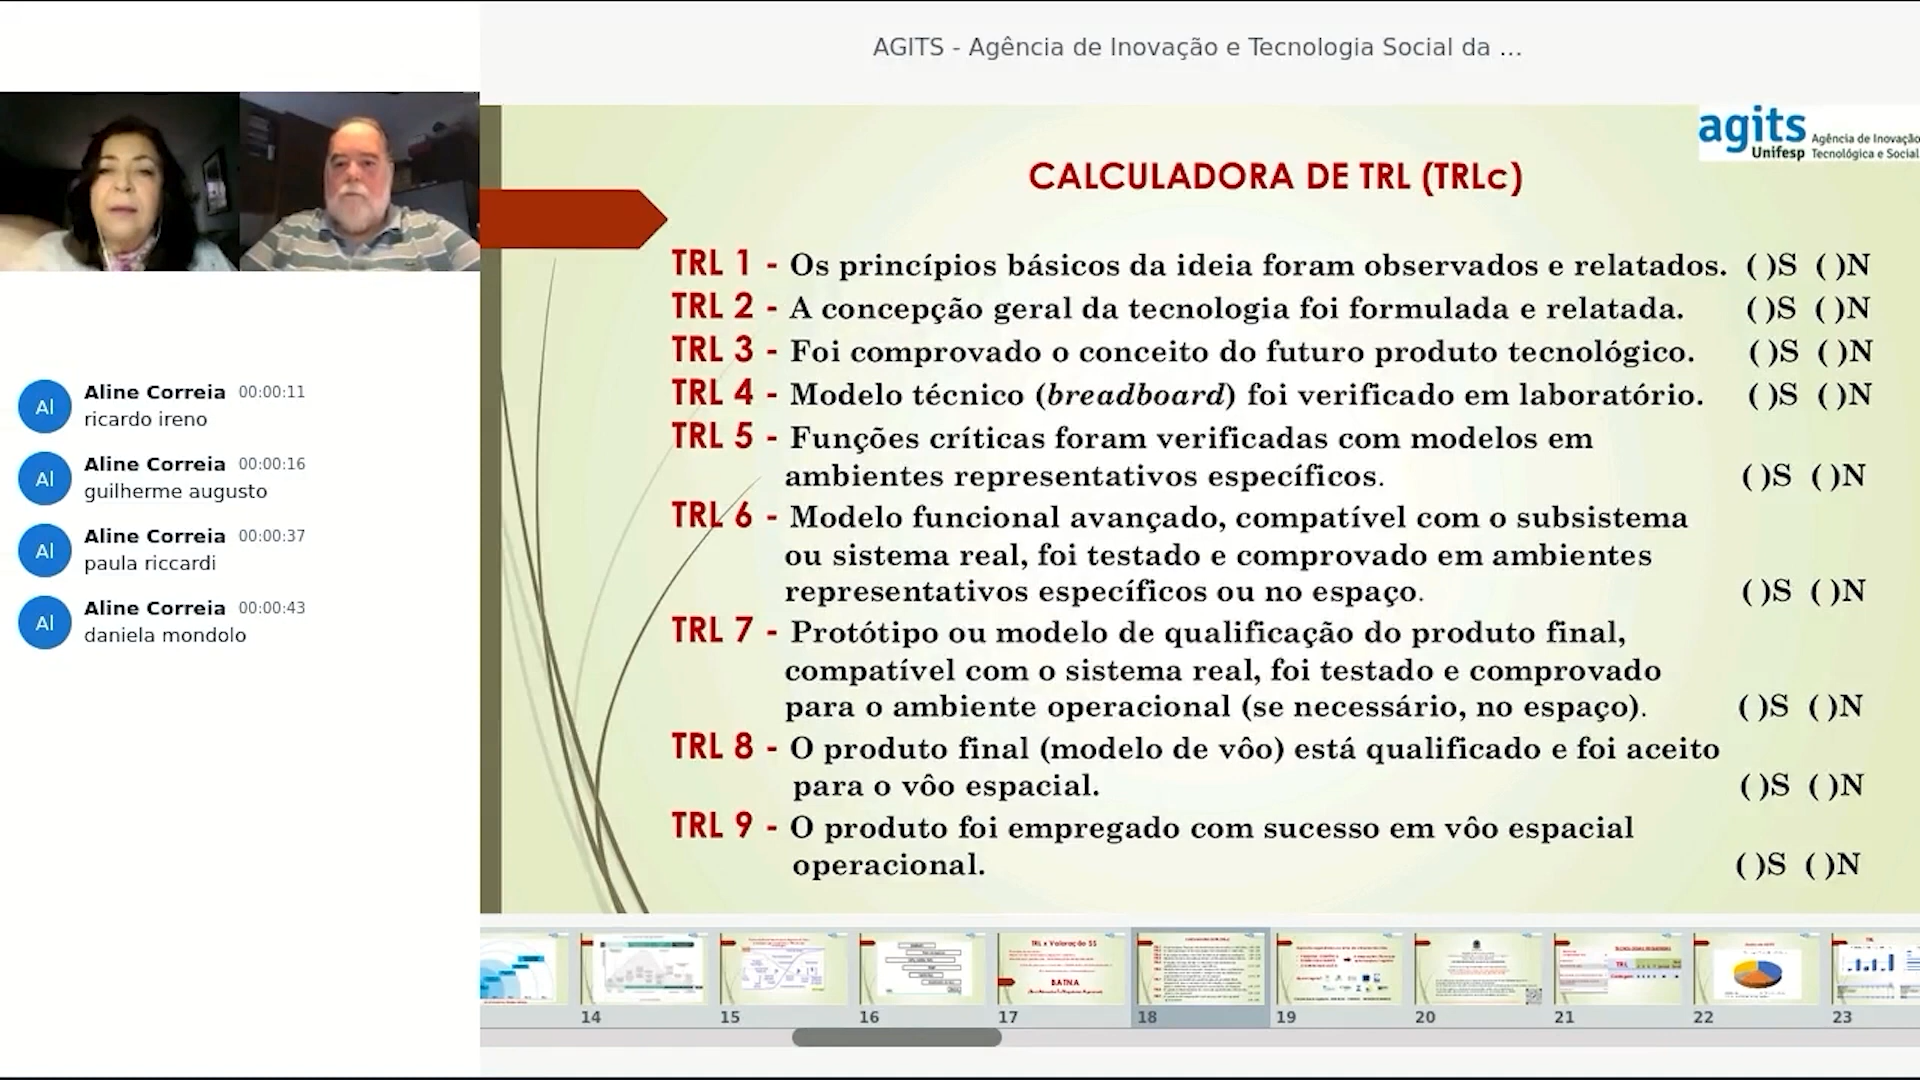 AGITS - Agência de Inovação e Tecnologia Social da ...
agits
Unifesp
Agência de Inovação
Tecnológica e Social
CALCULADORA DE TRL (TRLc)
TRL 1 - Os princípios básicos da ideia foram observados e relatados. ( )S ( )N
TRL 2 - A concepção geral da tecnologia foi formulada e relatada. ( )S ( )N
TRL 3 - Foi comprovado o conceito do futuro produto tecnológico. ( )S ( )N
TRL 4 - Modelo técnico (breadboard) foi verificado em laboratório. ( )S ( )N
TRL 5 - Funções críticas foram verificadas com modelos em
ambientes representativos específicos. ( )S ( )N
TRL 6 - Modelo funcional avançado, compatível com o subsistema
ou sistema real, foi testado e comprovado em ambientes
representativos específicos ou no espaço. ( )S ( )N
TRL 7 - Protótipo ou modelo de qualificação do produto final,
compatível com o sistema real, foi testado e comprovado
para o ambiente operacional (se necessário, no espaço). ( )S ( )N
TRL 8 - O produto final (modelo de vôo) está qualificado e foi aceito
para o vôo espacial. ( )S ( )N
TRL 9 - O produto foi empregado com sucesso em vôo espacial
operacional. ( )S ( )N
Al Aline Correia 00:00:11
ricardo ireno
Al Aline Correia 00:00:16
guilherme augusto
Al Aline Correia 00:00:37
paula riccardi
Al Aline Correia 00:00:43
daniela mondolo
TRL x Valoração $$
BATNA
TRL
14 15 16 17 18 19 20 21 22 23